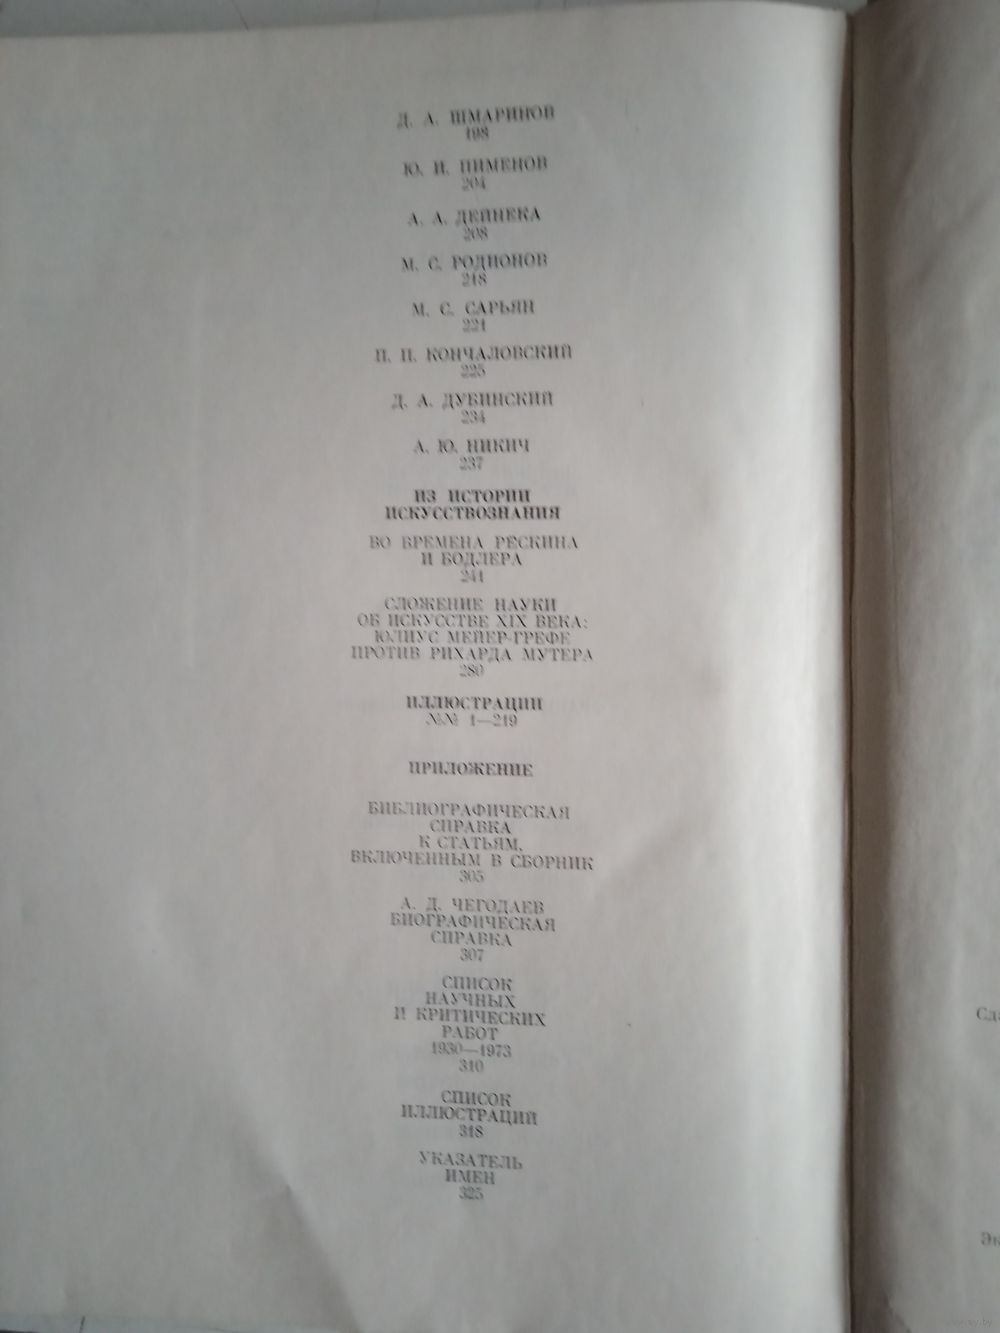 Д. А. ШМАРИНОВ
198
Ю. И. ПИМЕНОВ
204
А. А. ДЕЙНЕКА
208
М. С. РОДИОНОВ
218
М. С. САРЬЯН
221
П. П. КОНЧАЛОВСКИЙ
225
Д. А. ДУБИНСКИЙ
234
А. Ю. НИКИЧ
237
ИЗ ИСТОРИИ
ИСКУССТВОЗНАНИЯ
ВО ВРЕМЕНА РЕСКИНА
И БОДЛЕРА
241
СЛОЖЕНИЕ НАУКИ
ОБ ИСКУССТВЕ XIX ВЕКА:
ЮЛИУС МЕЙЕР-ГРЕФЕ
ПРОТИВ РИХАРДА МУТЕРА
280
ИЛЛЮСТРАЦИИ
№№ 1—219
ПРИЛОЖЕНИЕ
БИБЛИОГРАФИЧЕСКАЯ
СПРАВКА
К СТАТЬЯМ,
ВКЛЮЧЕННЫМ В СБОРНИК
305
А. Д. ЧЕГОДАЕВ
БИОГРАФИЧЕСКАЯ
СПРАВКА
307
СПИСОК
НАУЧНЫХ
И КРИТИЧЕСКИХ
РАБОТ
1930—1973
310
СПИСОК
ИЛЛЮСТРАЦИЙ
318
УКАЗАТЕЛЬ
ИМЕН
325